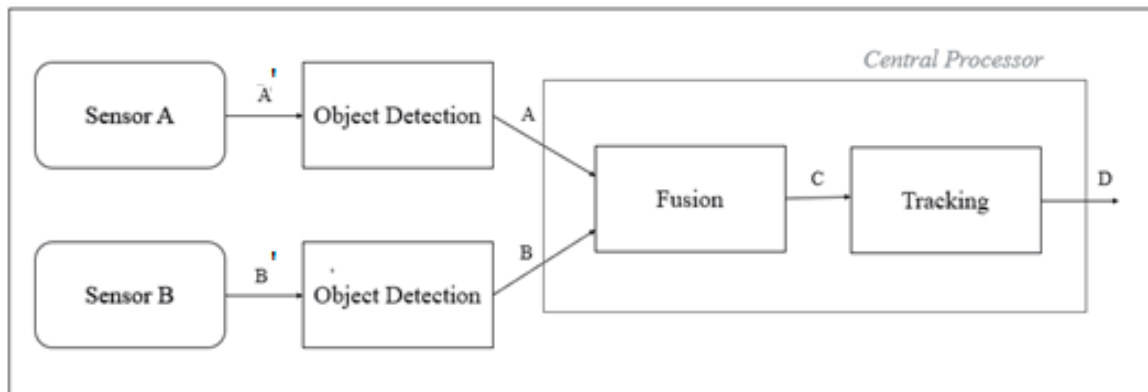 Central Processor
Sensor A
A'
Object Detection
A
Fusion
C
Tracking
D
Sensor B
B'
Object Detection
B